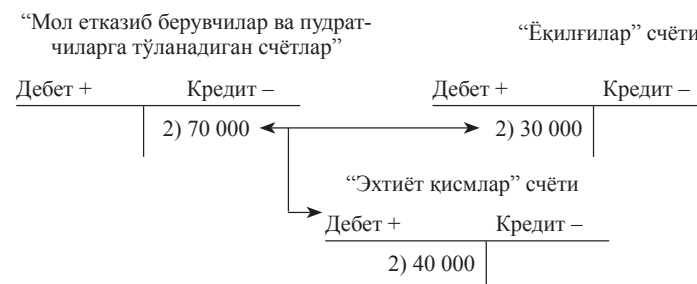 “Мол етказиб берувчилар ва пудрат-
чиларга тўланадиган счётлар”
“Ёқилғилар” счёти
Дебет + Кредит –
Дебет + Кредит –
2) 70 000
2) 30 000
“Эхтиёт қисмлар” счёти
Дебет + Кредит –
2) 40 000